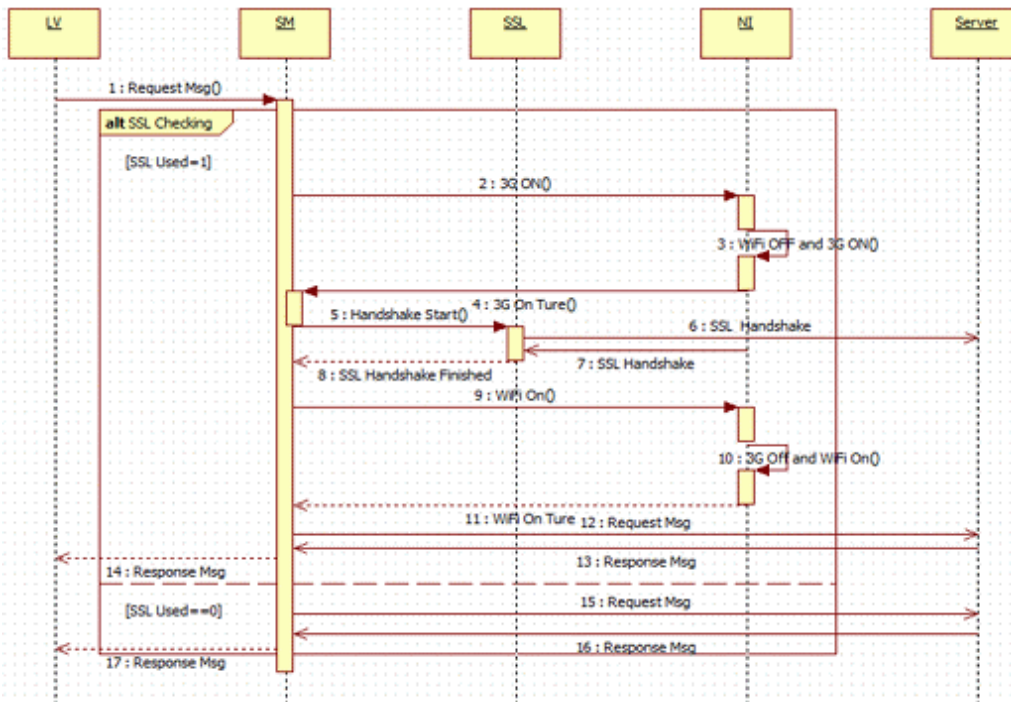 LV
SM
SSL
NI
Server
1 : Request Msg()
alt SSL Checking
[SSL Used=1]
2 : 3G ON()
3 : WiFi OFF and 3G ON()
4 : 3G On Ture()
5 : Handshake Start()
6 : SSL Handshake
7 : SSL Handshake
8 : SSL Handshake Finished
9 : WiFi On()
10 : 3G Off and WiFi On()
11 : WiFi On Ture
12 : Request Msg
13 : Response Msg
14 : Response Msg
[SSL Used==0]
15 : Request Msg
16 : Response Msg
17 : Response Msg